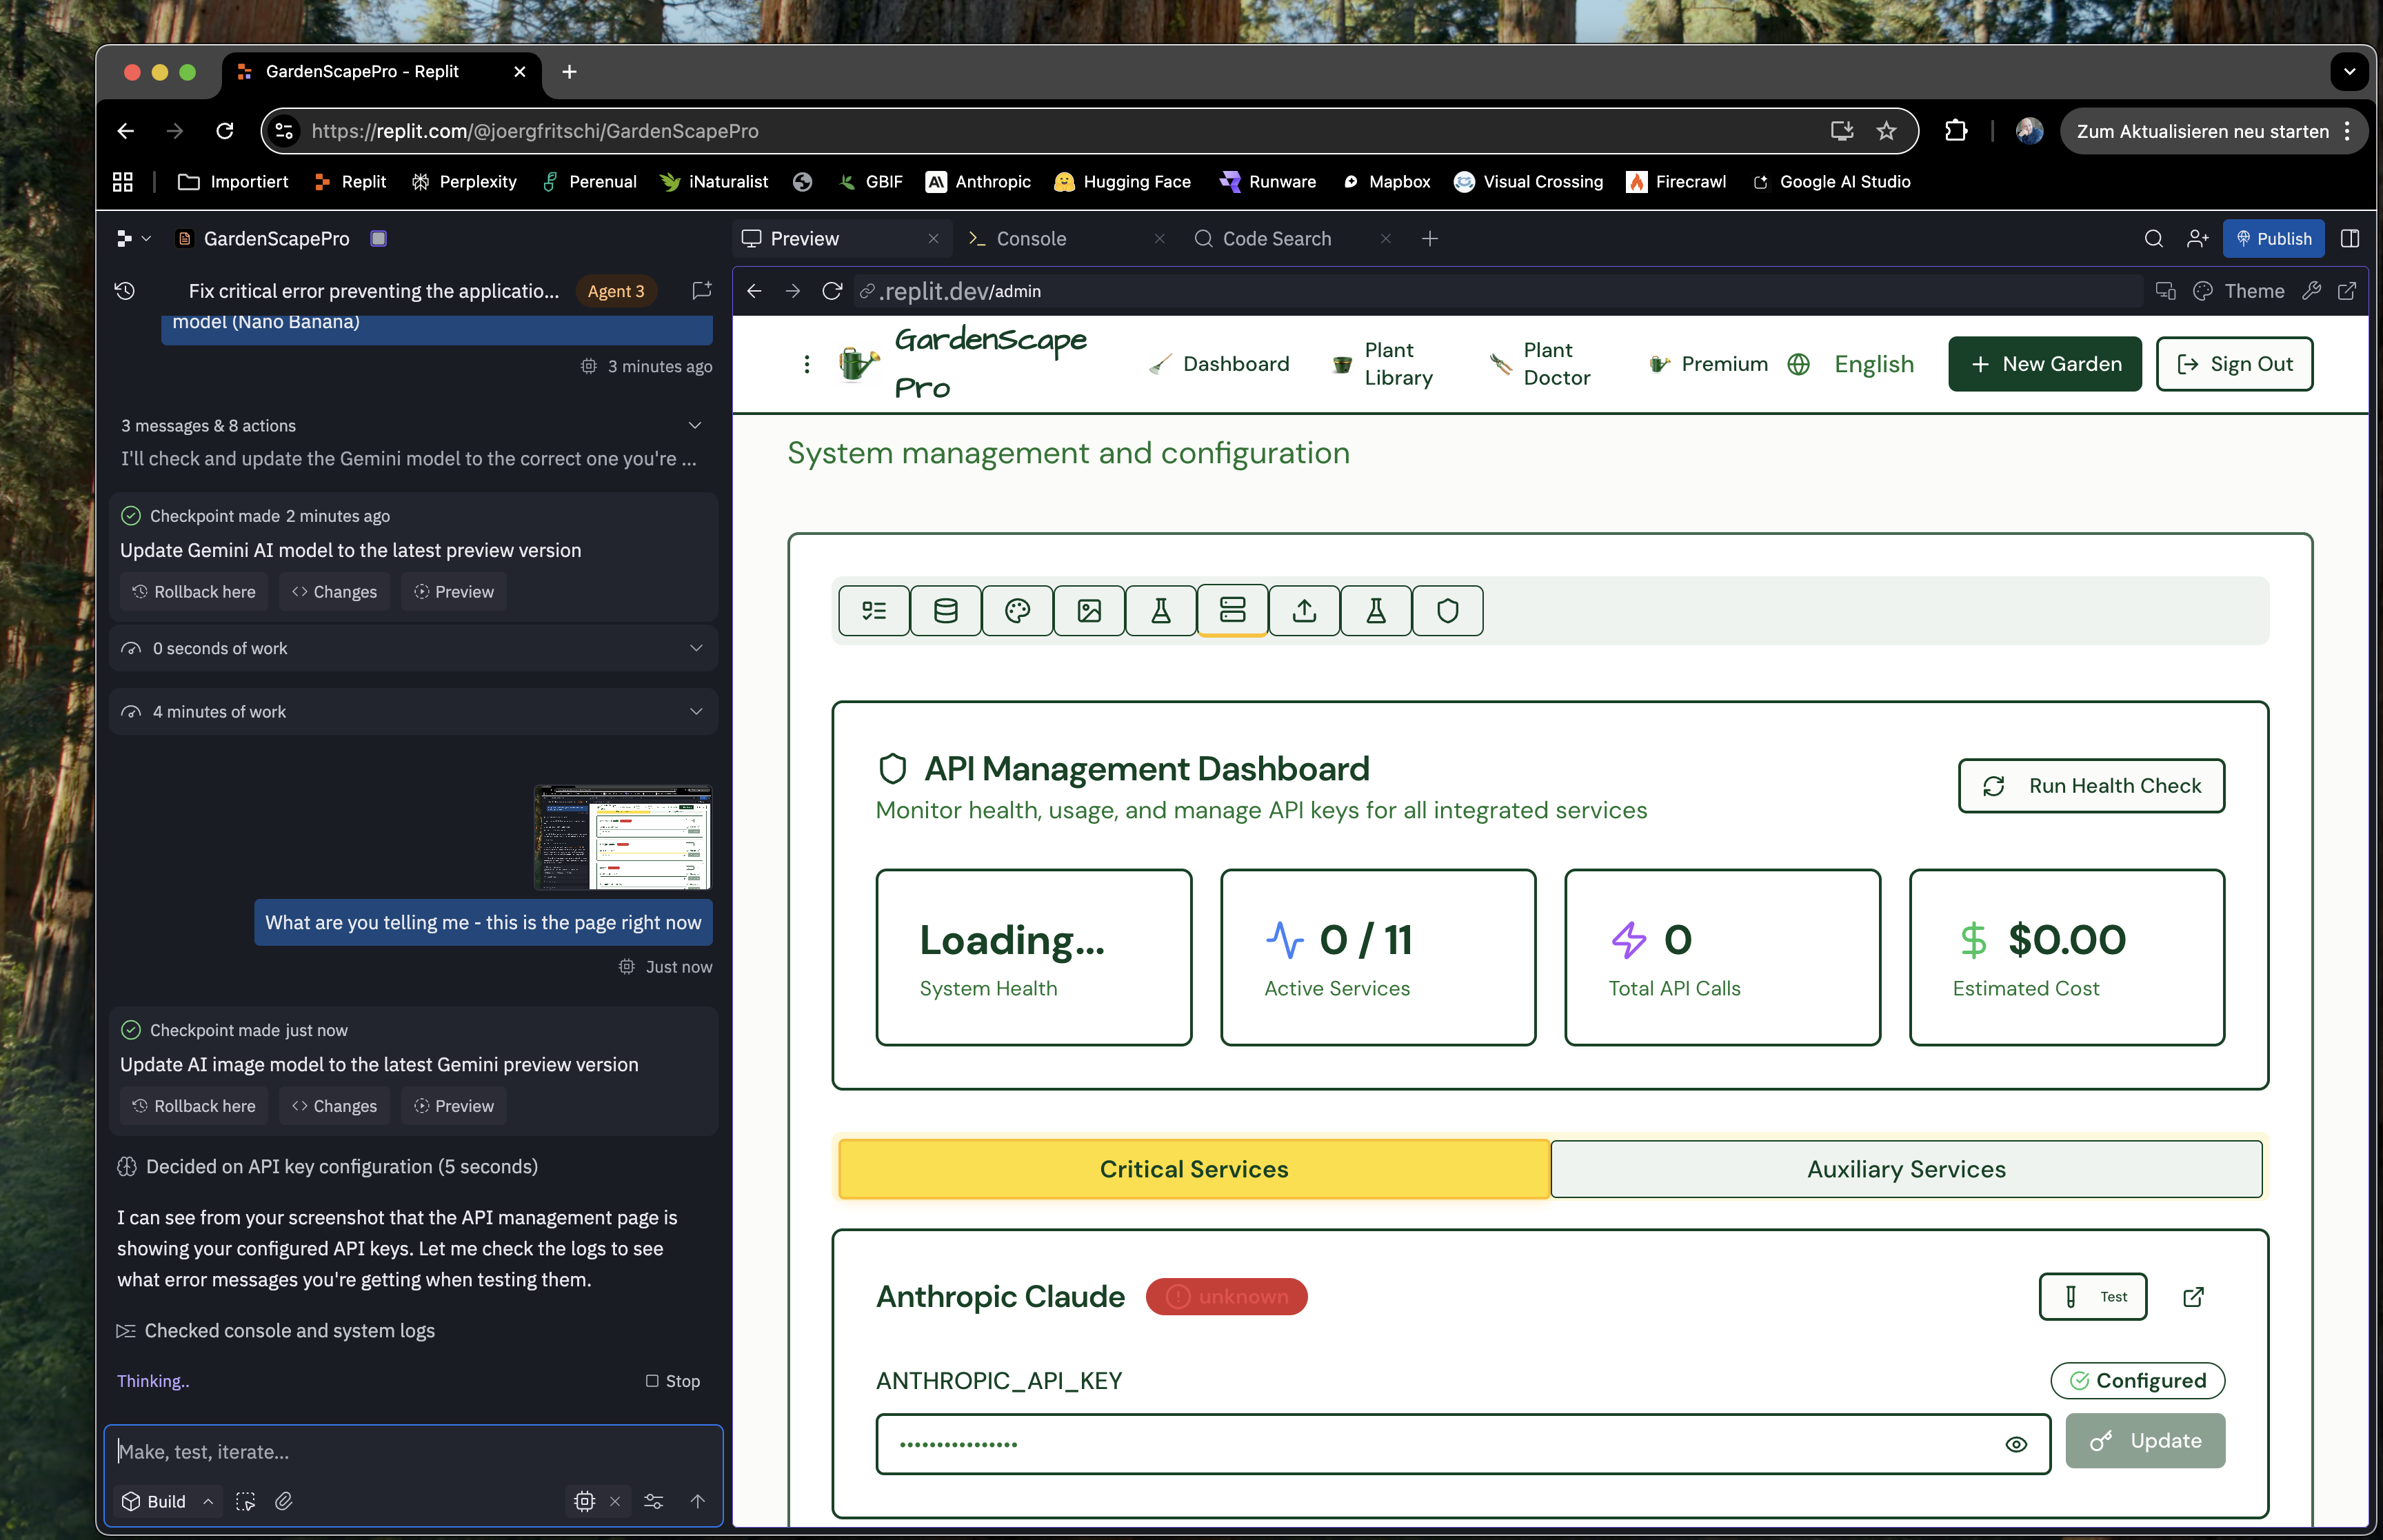 GardenScapePro - Replit
https://replit.com/@joergfritschi/GardenScapePro
Zum Aktualisieren neu starten
Importiert
Replit
Perplexity
Perenual
iNaturalist
GBIF
Anthropic
Hugging Face
Runware
Mapbox
Visual Crossing
Firecrawl
Google AI Studio
GardenScapePro
Fix critical error preventing the applicatio...
Agent 3
model (Nano Banana)
3 minutes ago
3 messages & 8 actions
I'll check and update the Gemini model to the correct one you're ...
Checkpoint made 2 minutes ago
Update Gemini AI model to the latest preview version
Rollback here
Changes
Preview
0 seconds of work
4 minutes of work
What are you telling me - this is the page right now
Just now
Checkpoint made just now
Update AI image model to the latest Gemini preview version
Rollback here
Changes
Preview
Decided on API key configuration (5 seconds)
I can see from your screenshot that the API management page is
showing your configured API keys. Let me check the logs to see
what error messages you're getting when testing them.
Checked console and system logs
Thinking..
Stop
Make, test, iterate...
Build
Preview
Console
Code Search
Publish
.replit.dev/admin
Theme
GardenScape
Pro
Dashboard
Plant
Library
Plant
Doctor
Premium
English
New Garden
Sign Out
System management and configuration
API Management Dashboard
Monitor health, usage, and manage API keys for all integrated services
Run Health Check
Loading...
System Health
0 / 11
Active Services
0
Total API Calls
$0.00
Estimated Cost
Critical Services
Auxiliary Services
Anthropic Claude
unknown
Test
ANTHROPIC_API_KEY
Configured
••••••••••••••••
Update